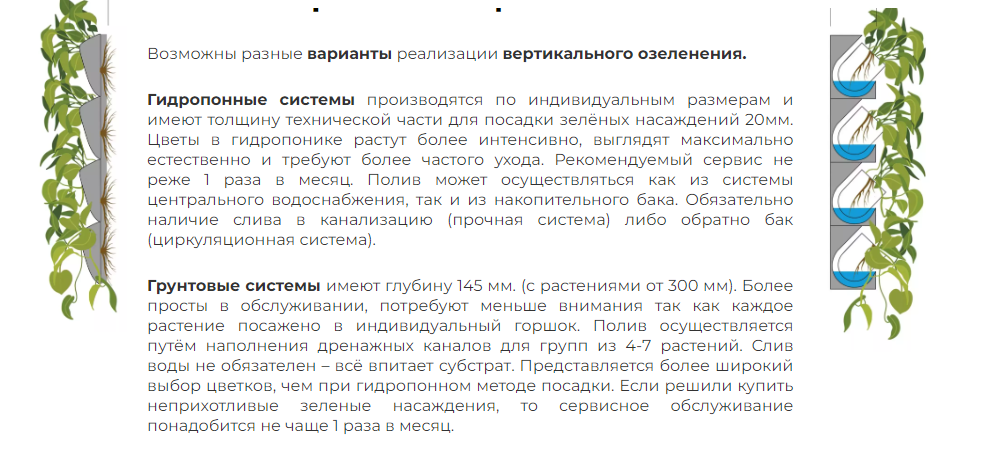 Возможны разные варианты реализации вертикального озеленения.
Гидропонные системы производятся по индивидуальным размерам и
имеют толщину технической части для посадки зелёных насаждений 20мм.
Цветы в гидропонике растут более интенсивно, выглядят максимально
естественно и требуют более частого ухода. Рекомендуемый сервис не
реже 1 раза в месяц. Полив может осуществляться как из системы
центрального водоснабжения, так и из накопительного бака. Обязательно
наличие слива в канализацию (прочная система) либо обратно бак
(циркуляционная система).
Грунтовые системы имеют глубину 145 мм. (с растениями от 300 мм). Более
просты в обслуживании, потребуют меньше внимания так как каждое
растение посажено в индивидуальный горшок. Полив осуществляется
путём наполнения дренажных каналов для групп из 4-7 растений. Слив
воды не обязателен – всё впитает субстрат. Представляется более широкий
выбор цветков, чем при гидропонном методе посадки. Если решили купить
неприхотливые зеленые насаждения, то сервисное обслуживание
понадобится не чаще 1 раза в месяц.